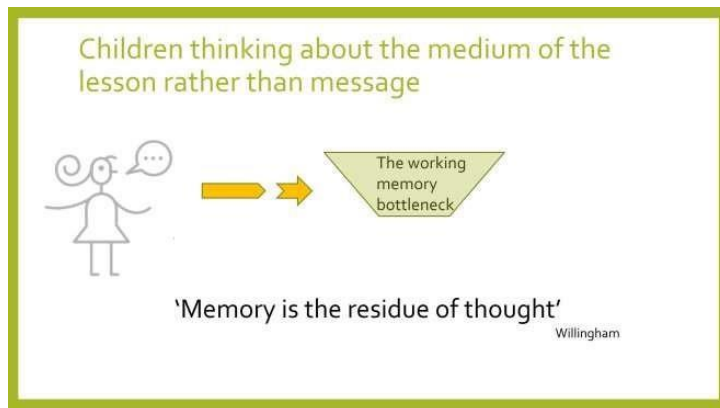 Children thinking about the medium of the
lesson rather than message
The working
memory
bottleneck
‘Memory is the residue of thought’
Willingham